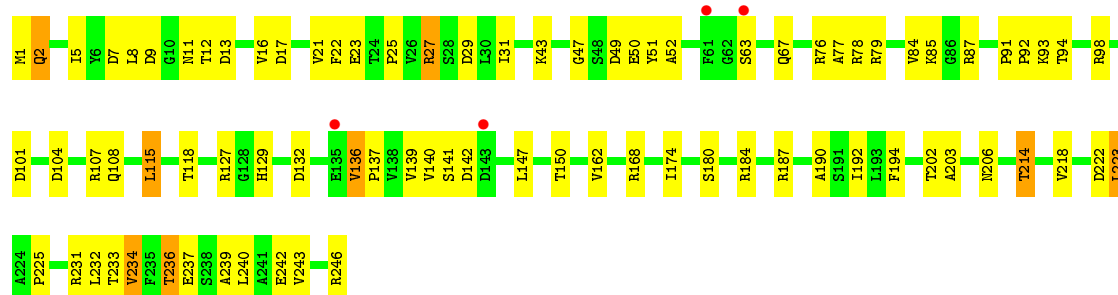 M1 Q2 I5 Y6 D7 L8 D9 G10 N11 T12 D13 V16 D17 V21 F22 E23 T24 P25 V26 R27 S28 D29 L30 I31 K43 G47 S48 D49 E50 Y51 A52 F61 G62 S63 Q67 R76 A77 R78 R79 V84 K85 G86 R87 P91 P92 K93 T94 R98
D101 D104 R107 Q108 L115 T118 R127 G128 H129 D132 E135 V136 P137 V138 V139 V140 S141 D142 D143 L147 T150 V162 R168 I174 S180 R184 R187 A190 S191 I192 L193 F194 T202 A203 N206 T214 V218 D222 L223
A224 P225 R231 L232 T233 V234 F235 T236 E237 S238 A239 L240 A241 E242 V243 R246